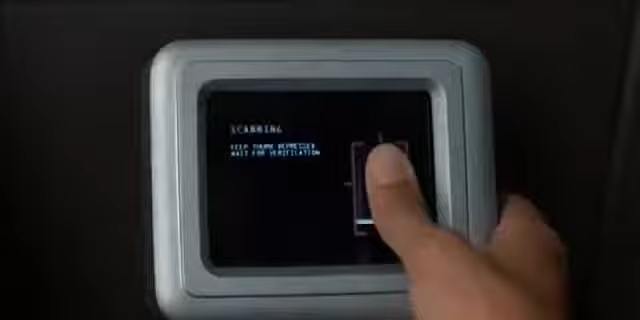 SCANNING
KEEP THUMB DEPRESSED
WAIT FOR VERIFICATION